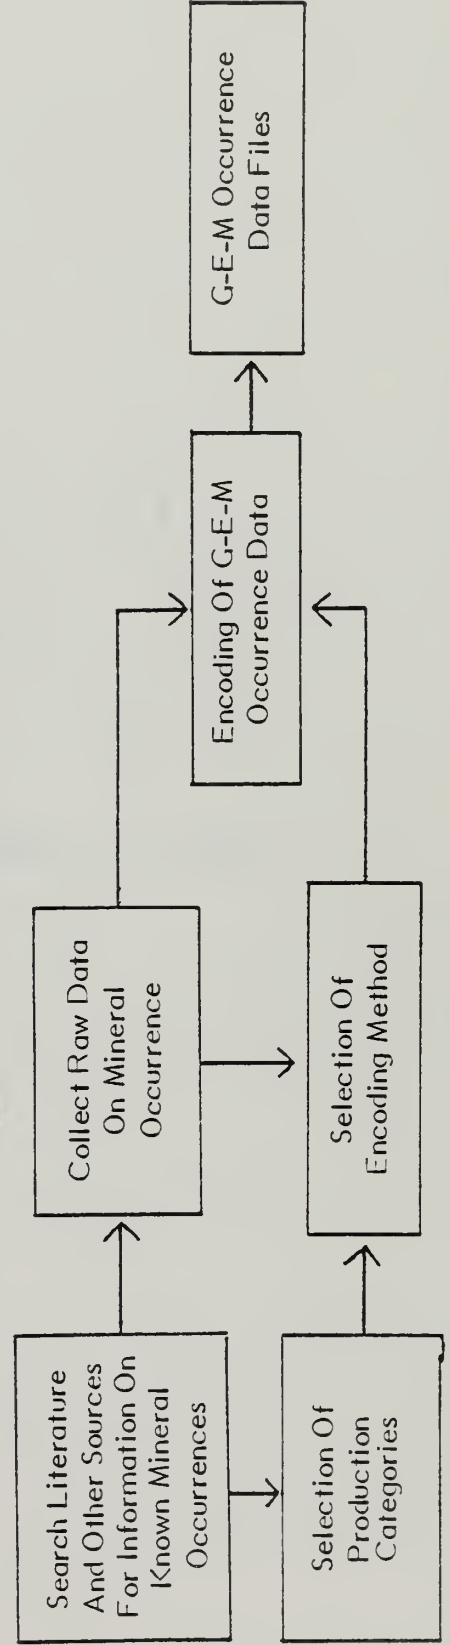 Search Literature
And Other Sources
For Information On
Known Mineral
Occurrences
Collect Raw Data
On Mineral
Occurrence
Selection Of
Production
Categories
Selection Of
Encoding Method
Encoding Of G-E-M
Occurrence Data
G-E-M Occurrence
Data Files